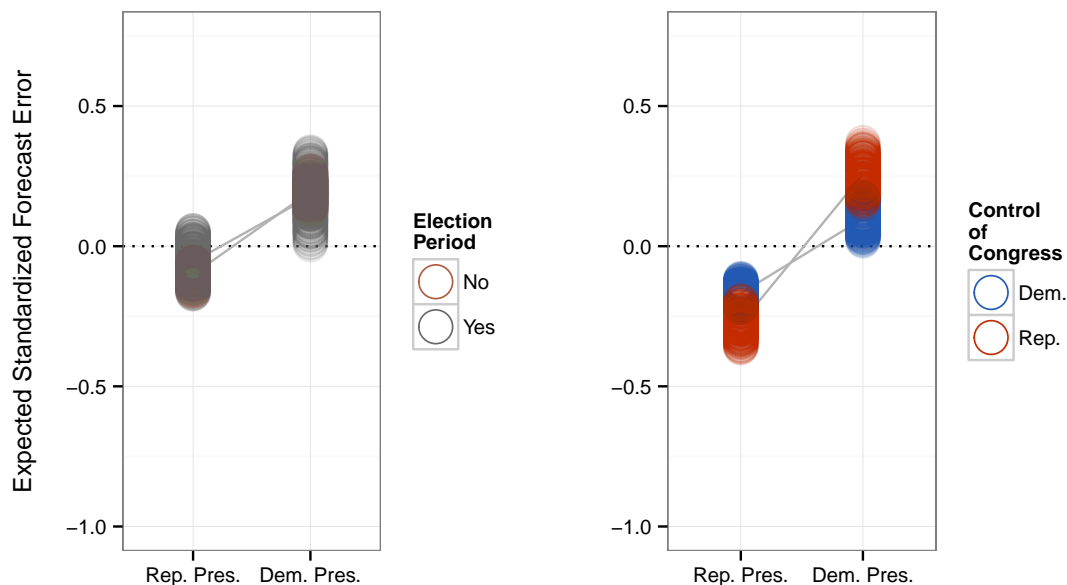 Expected Standardized Forecast Error
0.5
0.0
−0.5
−1.0
Rep. Pres.
Dem. Pres.
Election
Period
No
Yes
0.5
0.0
−0.5
−1.0
Rep. Pres.
Dem. Pres.
Control
of
Congress
Dem.
Rep.